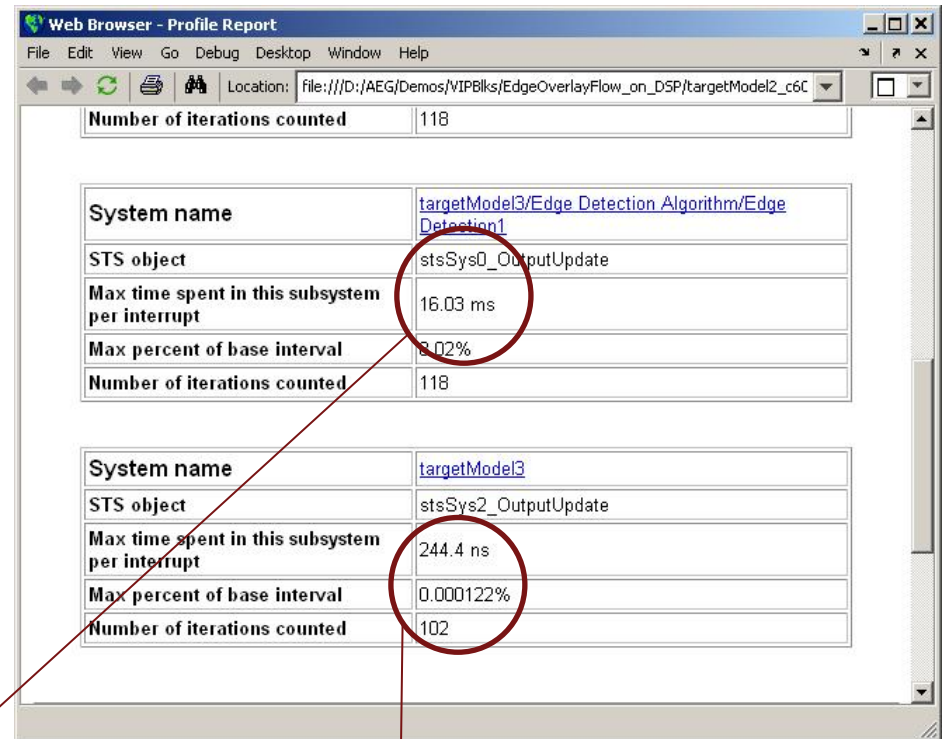 Web Browser - Profile Report
File Edit View Go Debug Desktop Window Help
Location: file:///D:/AEG/Demos/VIPBlks/EdgeOverlayFlow_on_DSP/targetModel2_c6C
Number of iterations counted 118
System name targetModel3/Edge Detection Algorithm/Edge
Detection1
STS object stsSys0_OutputUpdate
Max time spent in this subsystem
per interrupt 16.03 ms
Max percent of base interval 8.02%
Number of iterations counted 118
System name targetModel3
STS object stsSys2_OutputUpdate
Max time spent in this subsystem
per interrupt 244.4 ns
Max percent of base interval 0.000122%
Number of iterations counted 102